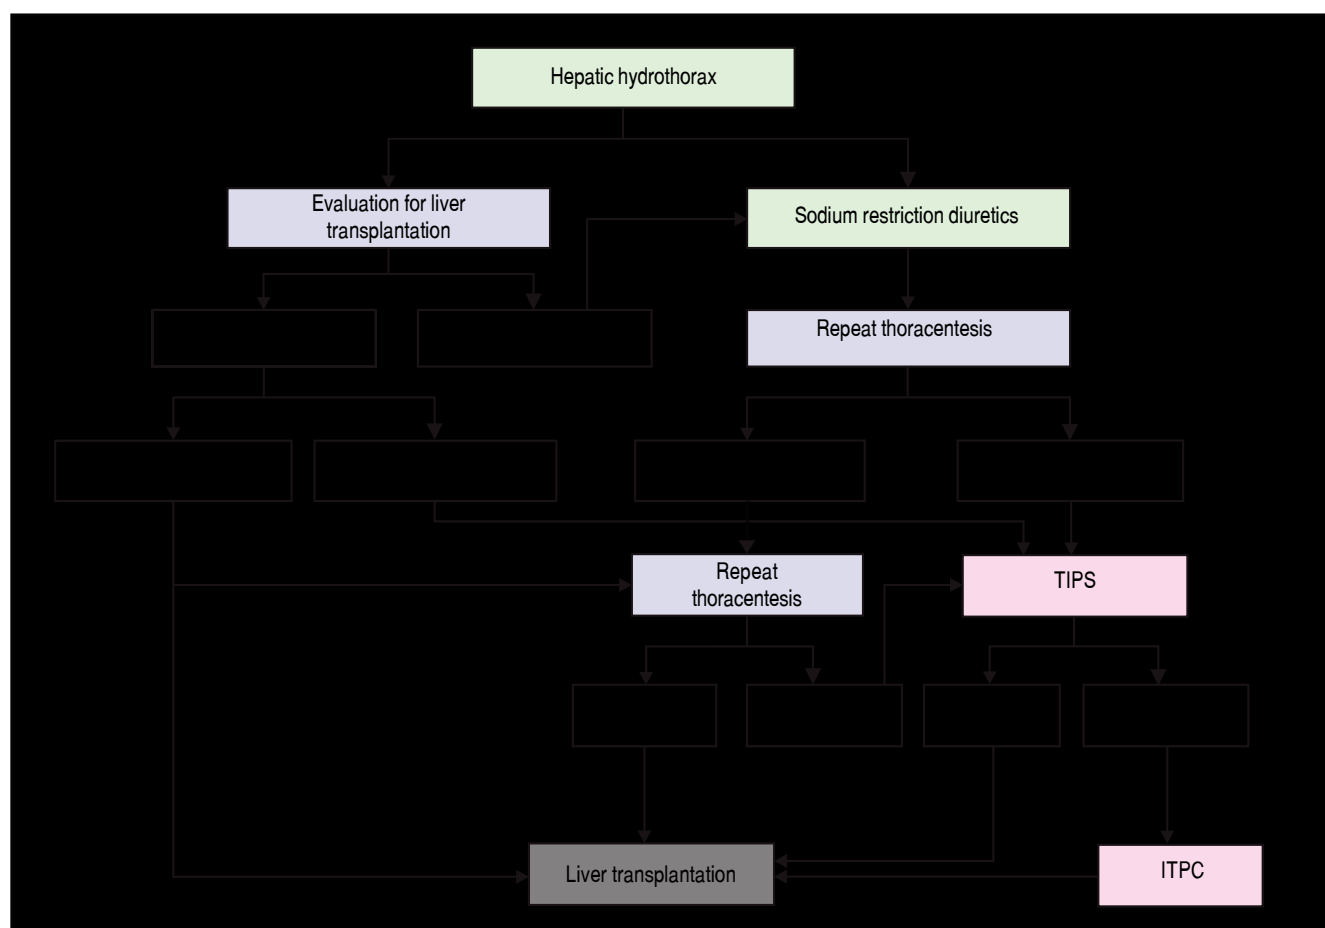 Hepatic hydrothorax
Evaluation for liver
transplantation
Sodium restriction diuretics
Repeat thoracentesis
Repeat
thoracentesis
TIPS
Liver transplantation
ITPC